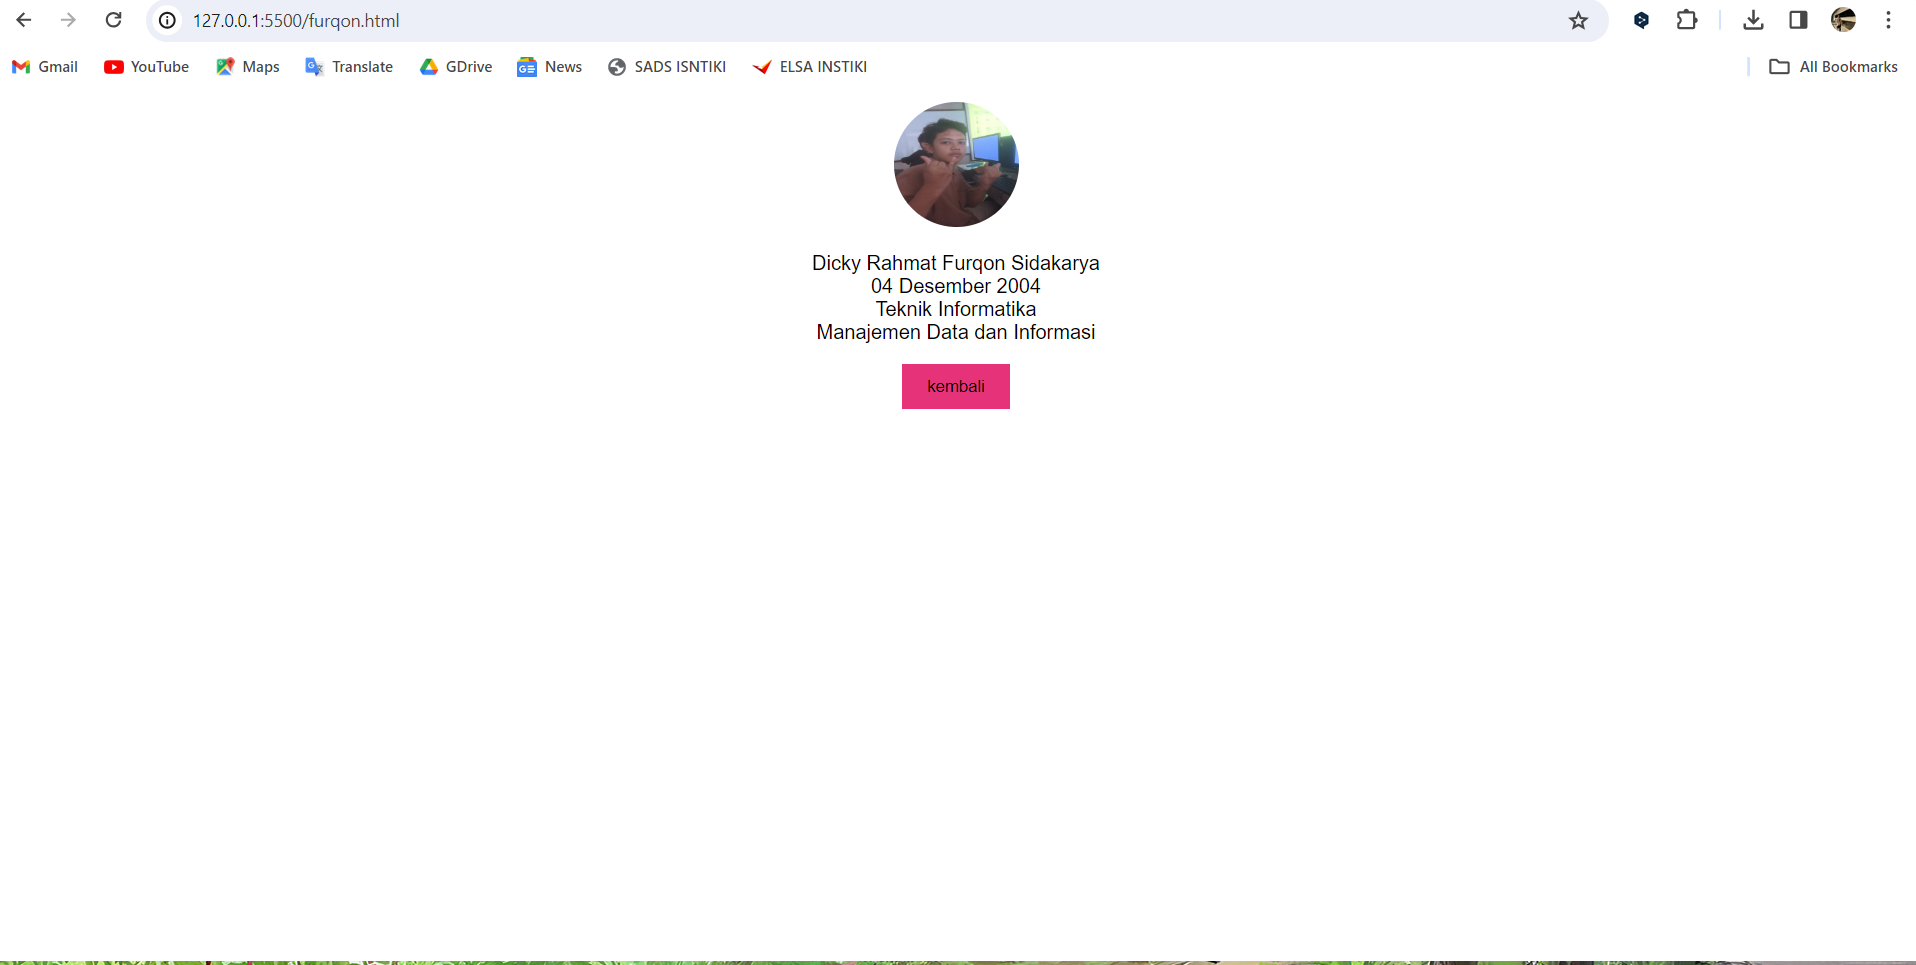 127.0.0.1:5500/furqon.html
Gmail YouTube Maps Translate GDrive News SADS ISNTIKI ELSA INSTIKI All Bookmarks
Dicky Rahmat Furqon Sidakarya
04 Desember 2004
Teknik Informatika
Manajemen Data dan Informasi
kembali